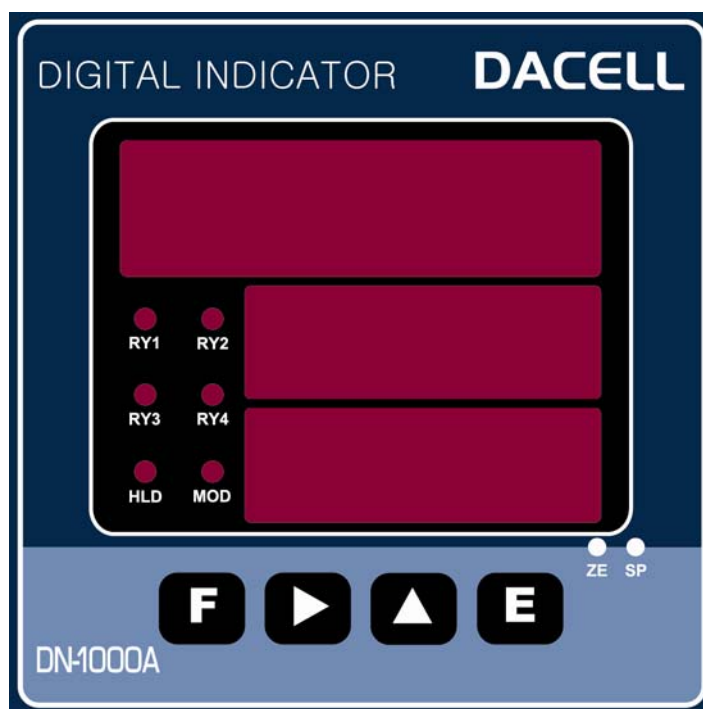 DIGITAL INDICATOR DACELL
RY1 RY2
RY3 RY4
HLD MOD
ZE SP
F E
DN-1000A